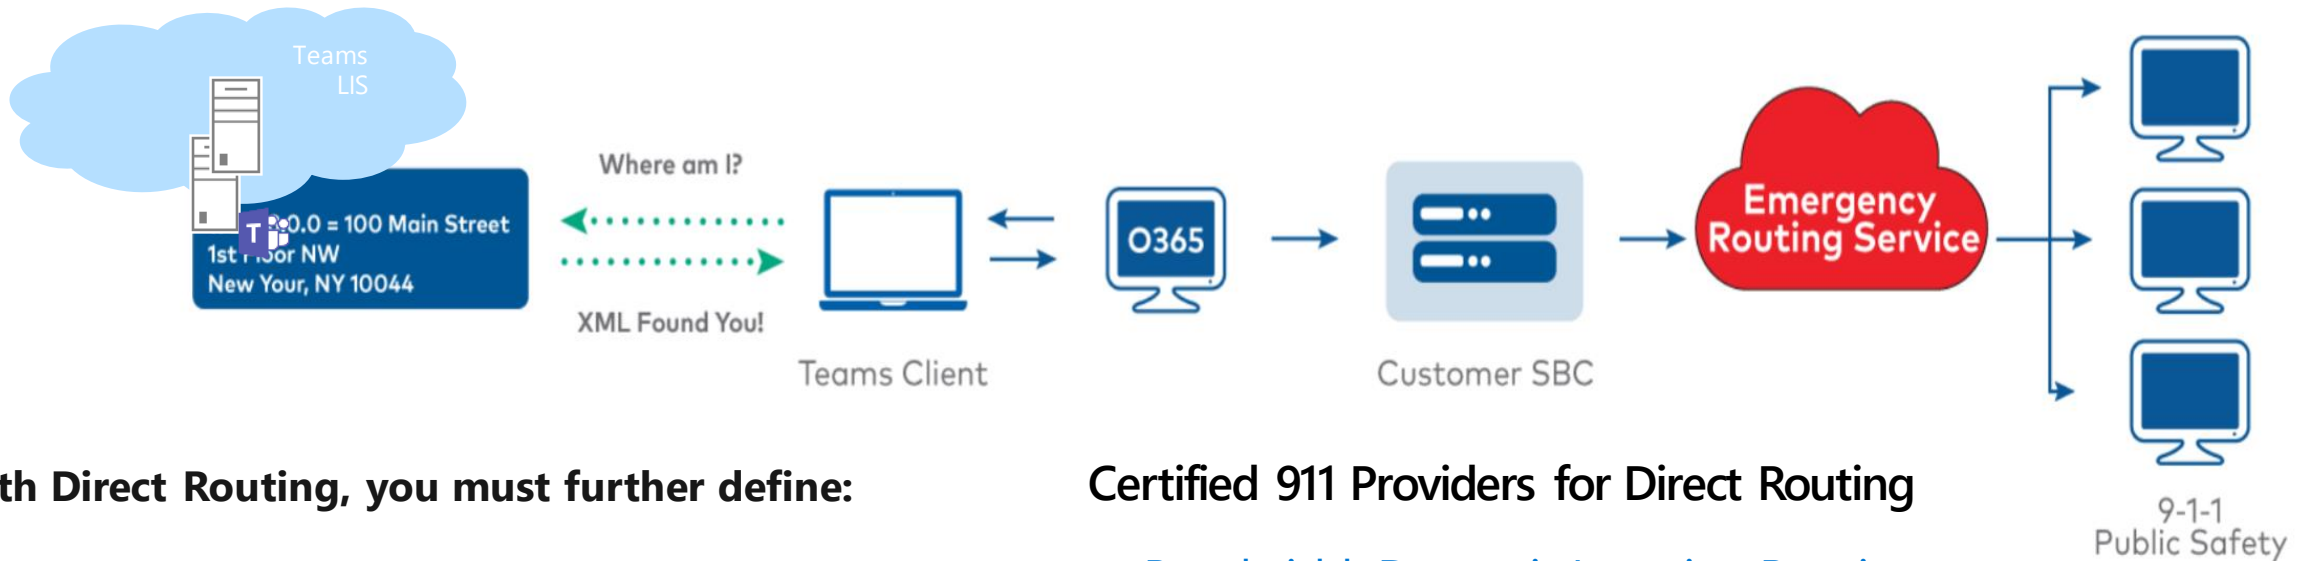 Teams
LIS
0.0 = 100 Main Street
1st Floor NW
New Your, NY 10044
Where am I?
XML Found You!
Teams Client
O365
Customer SBC
Emergency
Routing Service
9-1-1
Public Safety
th Direct Routing, you must further define:
Certified 911 Providers for Direct Routing